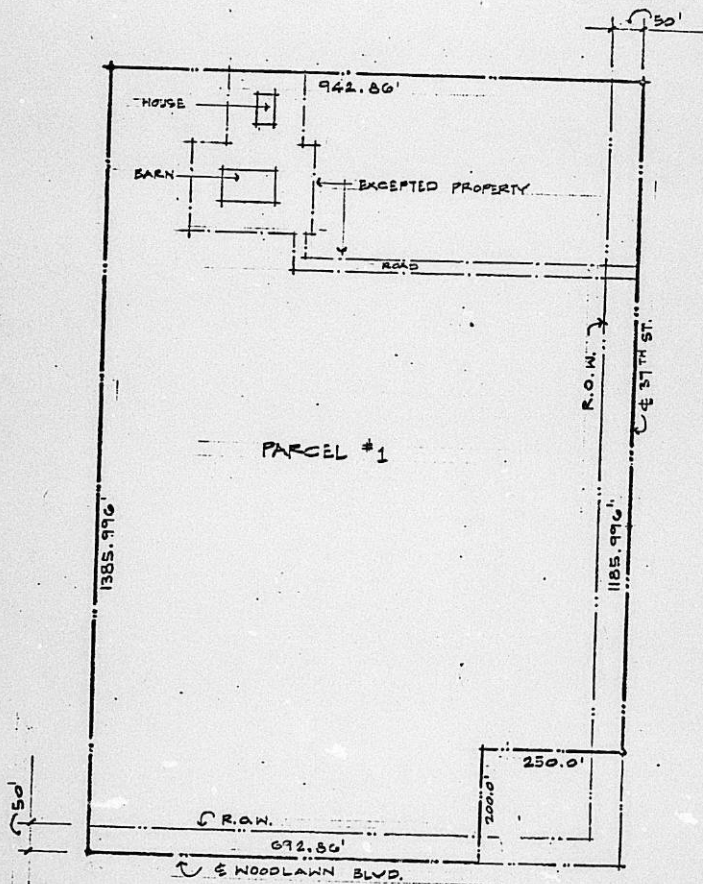 50'
942.86'
HOUSE
BARN
EXCEPTED PROPERTY
ROAD
R.O.W.
℄ 37TH ST.
PARCEL #1
1385.996'
1185.996'
250.0'
200.0'
50'
R.O.W.
692.86'
℄ WOODLAWN BLVD.